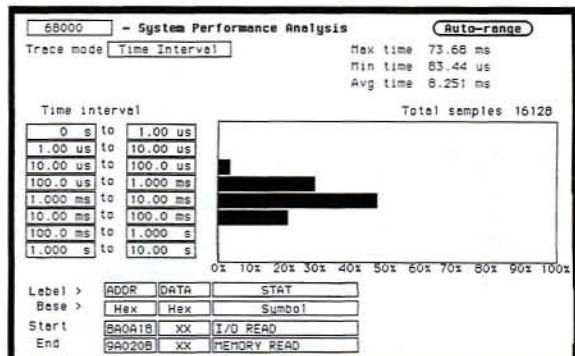 68000 - System Performance Analysis Auto-range
Trace mode Time Interval Max time 73.68 ms
Min time 83.44 us
Avg time 8.251 ms
Time interval Total samples 16128
0 s to 1.00 us
1.00 us to 10.00 us
10.00 us to 100.0 us
100.0 us to 1.000 ms
1.000 ms to 10.00 ms
10.00 ms to 100.0 ms
100.0 ms to 1.000 s
1.000 s to 10.00 s
0% 10% 20% 30% 40% 50% 60% 70% 80% 90% 100%
Label > ADDR DATA STAT
Base > Hex Hex Symbol
Start 8A0A18 XX I/O READ
End 9A020B XX MEMORY READ